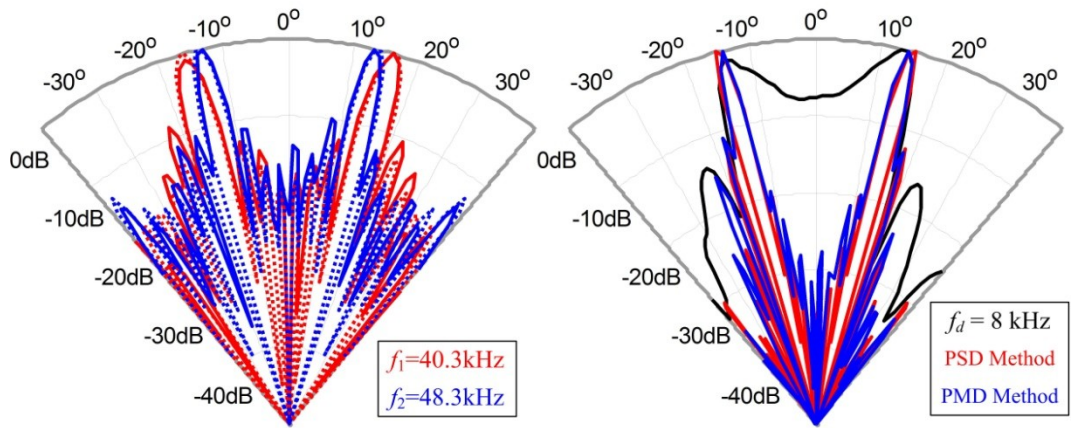 -30°
-20°
-10°
0°
10°
20°
30°
0dB
-10dB
-20dB
-30dB
-40dB
f₁=40.3kHz
f₂=48.3kHz
-30°
-20°
-10°
0°
10°
20°
30°
0dB
-10dB
-20dB
-30dB
-40dB
f_d = 8 kHz
PSD Method
PMD Method